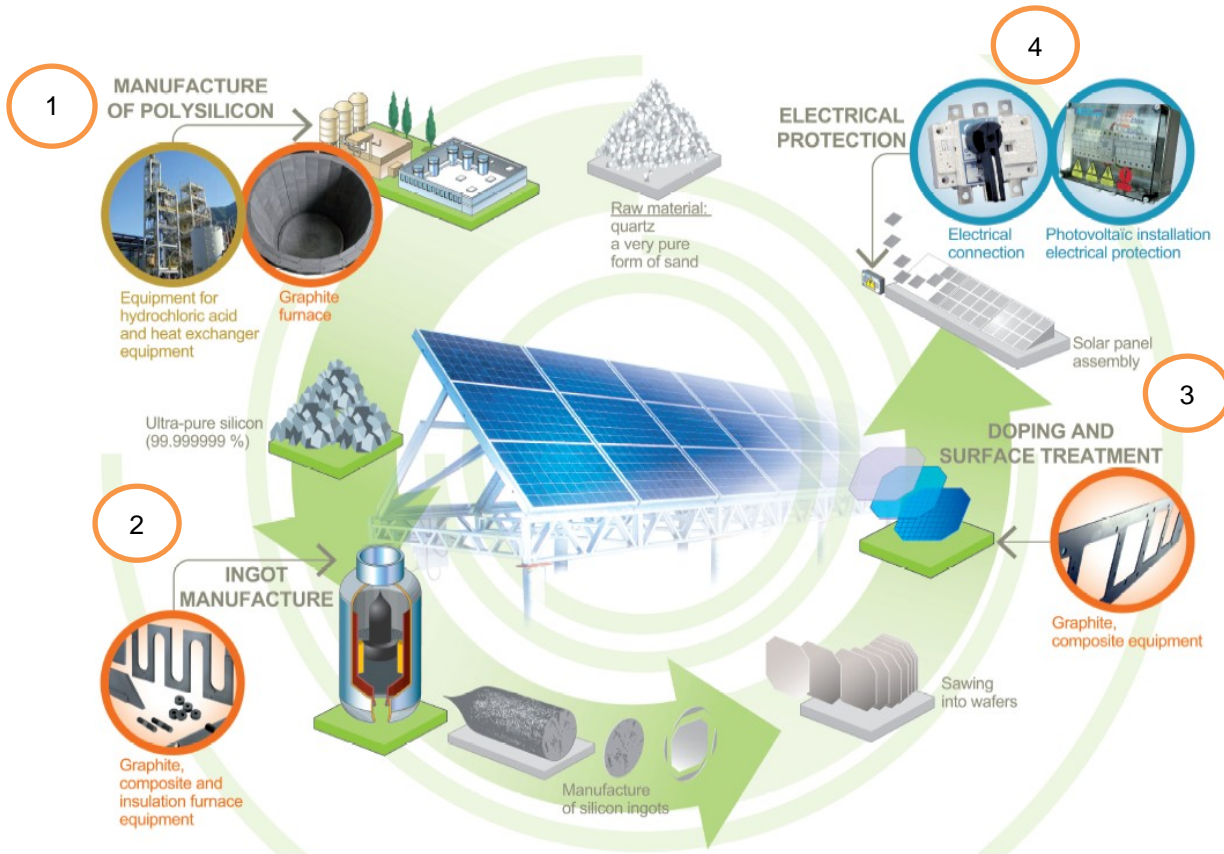 1
MANUFACTURE
OF POLYSILICON
Equipment for
hydrochloric acid
and heat exchanger
equipment
Graphite
furnace
Raw material:
quartz
a very pure
form of sand
4
ELECTRICAL
PROTECTION
Electrical
connection
Photovoltaïc installation
electrical protection
Solar panel
assembly
Ultra-pure silicon
(99.999999 %)
3
DOPING AND
SURFACE TREATMENT
Graphite,
composite equipment
2
INGOT
MANUFACTURE
Graphite,
composite and
insulation furnace
equipment
Manufacture
of silicon ingots
Sawing
into wafers